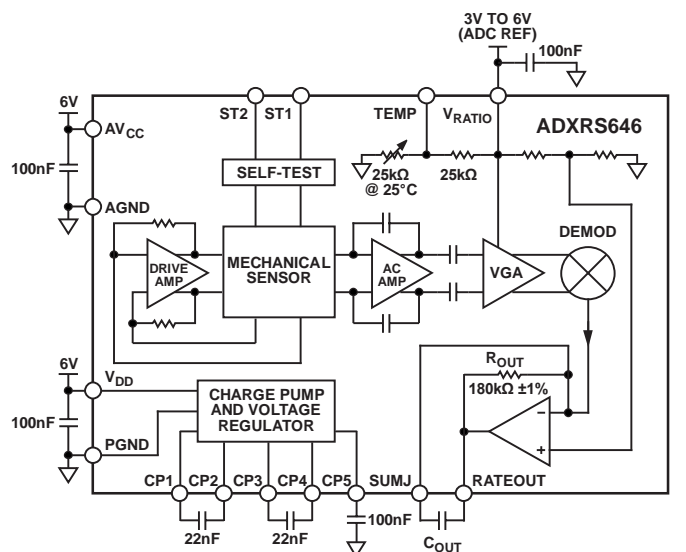 3V TO 6V
(ADC REF)
100nF
6V
ST2 ST1
TEMP
VRATIO
AVCC
ADXRS646
100nF
25kΩ
@ 25°C
25kΩ
SELF-TEST
AGND
DEMOD
DRIVE
AMP
MECHANICAL
SENSOR
AC
AMP
VGA
6V
VDD
ROUT
180kΩ ±1%
CHARGE PUMP
AND VOLTAGE
REGULATOR
100nF
–
+
PGND
CP1 CP2 CP3 CP4 CP5 SUMJ RATEOUT
22nF
22nF
100nF
COUT